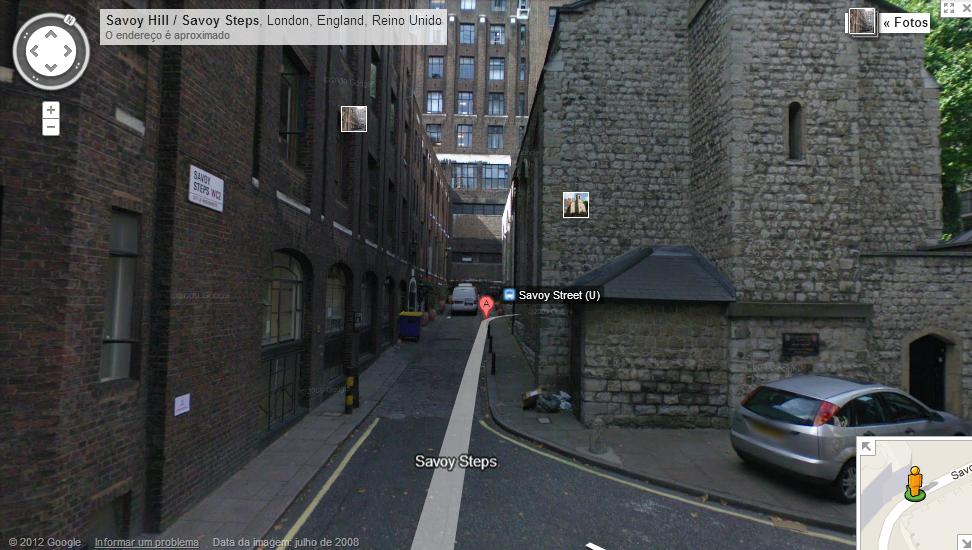 Savoy Hill / Savoy Steps, London, England, Reino Unido
O endereço é aproximado
« Fotos
SAVOY
STEPS WC2
A
Savoy Street (U)
Savoy Steps
© 2012 Google
Informar um problema
Data da imagem: julho de 2008
Savo